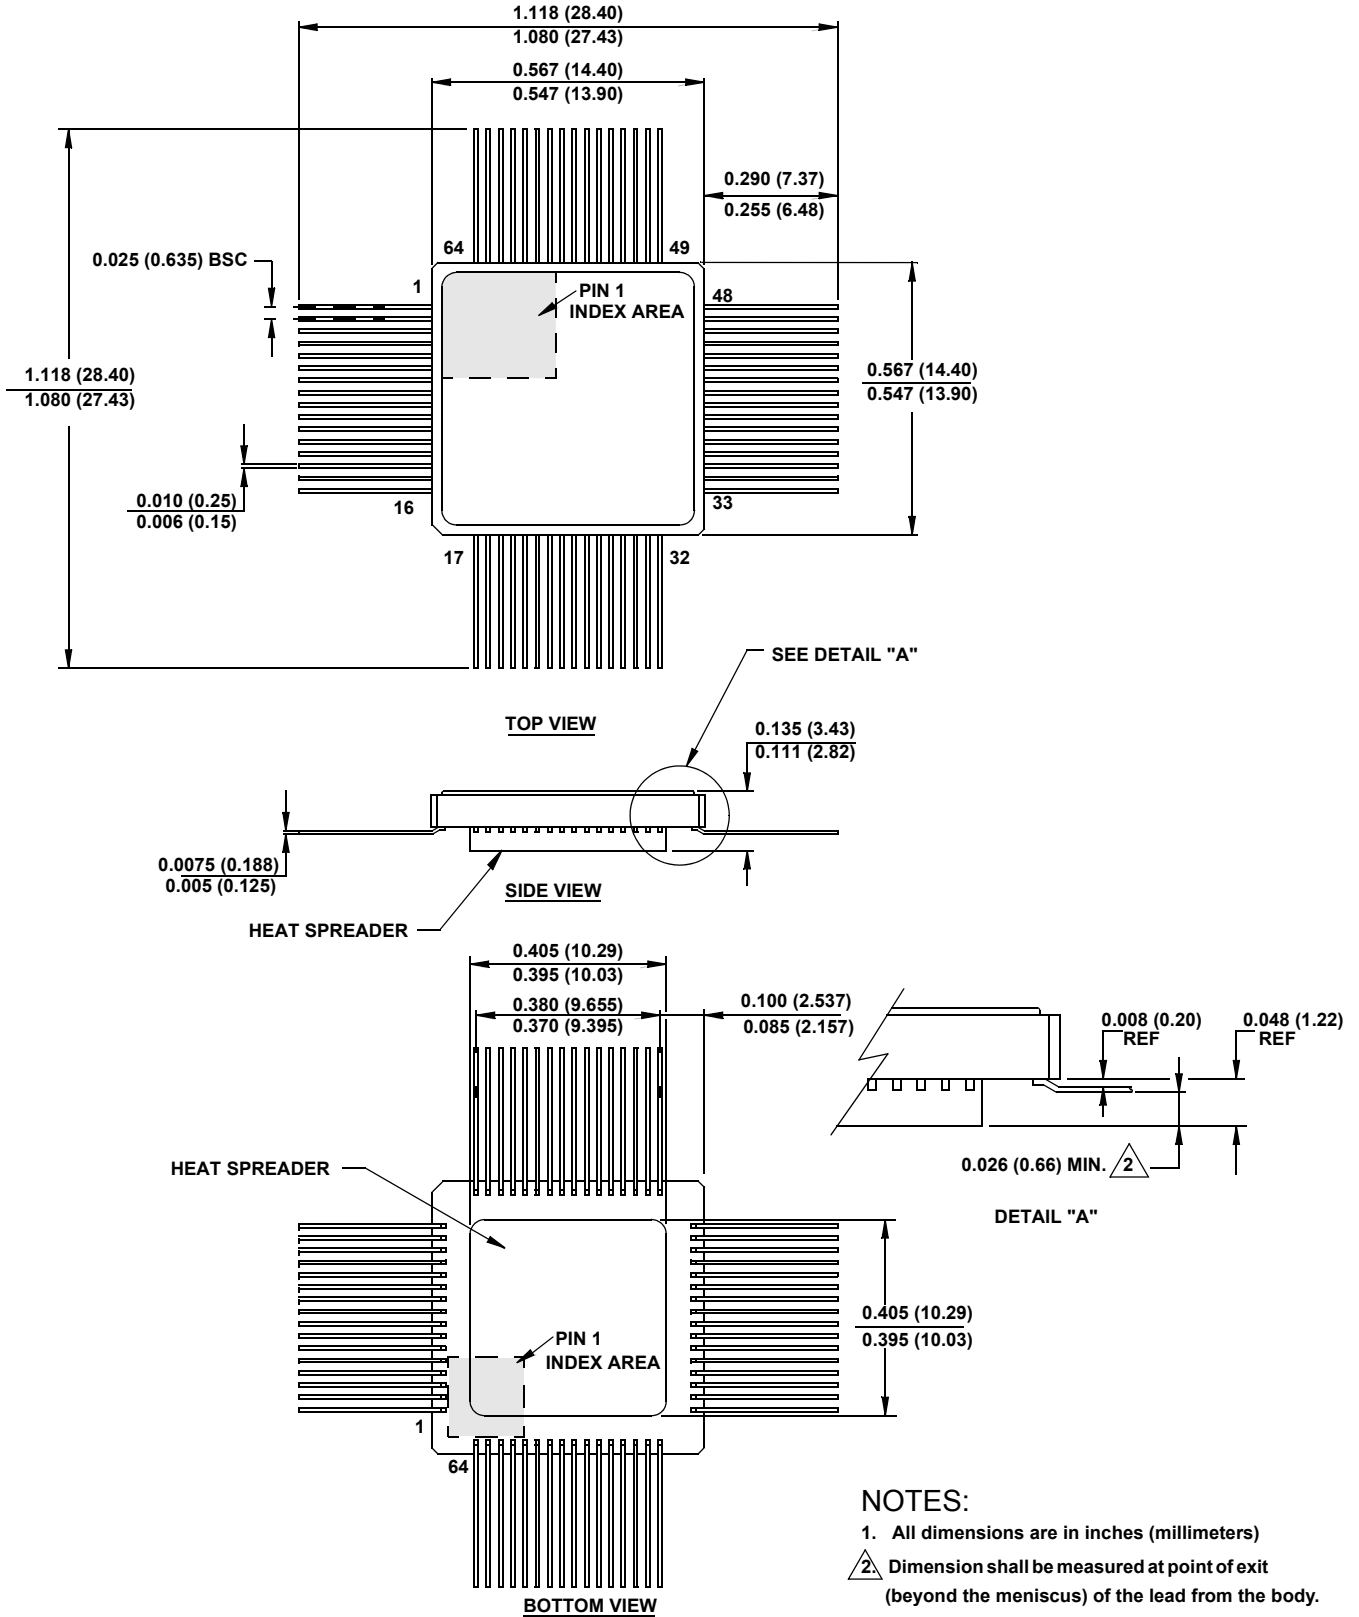 1.118 (28.40)
1.080 (27.43)
0.567 (14.40)
0.547 (13.90)
0.290 (7.37)
0.255 (6.48)
64
49
0.025 (0.635) BSC
1
PIN 1
INDEX AREA
48
1.118 (28.40)
1.080 (27.43)
0.567 (14.40)
0.547 (13.90)
0.010 (0.25)
0.006 (0.15)
16
33
17
32
SEE DETAIL "A"
TOP VIEW
0.135 (3.43)
0.111 (2.82)
0.0075 (0.188)
0.005 (0.125)
SIDE VIEW
HEAT SPREADER
0.405 (10.29)
0.395 (10.03)
0.380 (9.655)
0.370 (9.395)
0.100 (2.537)
0.085 (2.157)
0.008 (0.20)
REF
0.048 (1.22)
REF
HEAT SPREADER
0.026 (0.66) MIN. 2
DETAIL "A"
0.405 (10.29)
0.395 (10.03)
PIN 1
INDEX AREA
1
64
BOTTOM VIEW
NOTES:
1. All dimensions are in inches (millimeters)
2. Dimension shall be measured at point of exit
(beyond the meniscus) of the lead from the body.